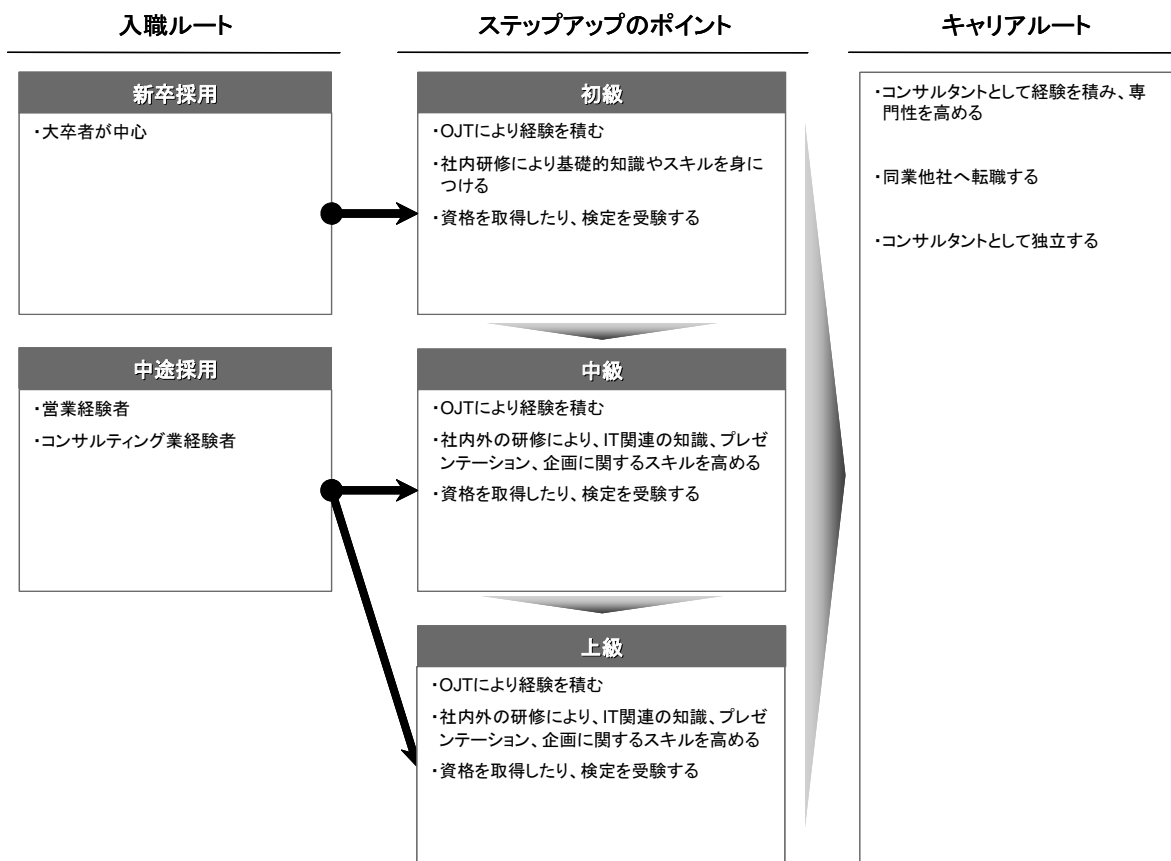 入職ルート
ステップアップのポイント
キャリアルート
新卒採用
・大卒者が中心
中途採用
・営業経験者
・コンサルティング業経験者
初級
・OJTにより経験を積む
・社内研修により基礎的知識やスキルを身に
つける
・資格を取得したり、検定を受験する
中級
・OJTにより経験を積む
・社内外の研修により、IT関連の知識、プレゼ
ンテーション、企画に関するスキルを高める
・資格を取得したり、検定を受験する
上級
・OJTにより経験を積む
・社内外の研修により、IT関連の知識、プレゼ
ンテーション、企画に関するスキルを高める
・資格を取得したり、検定を受験する
・コンサルタントとして経験を積み、専
門性を高める
・同業他社へ転職する
・コンサルタントとして独立する